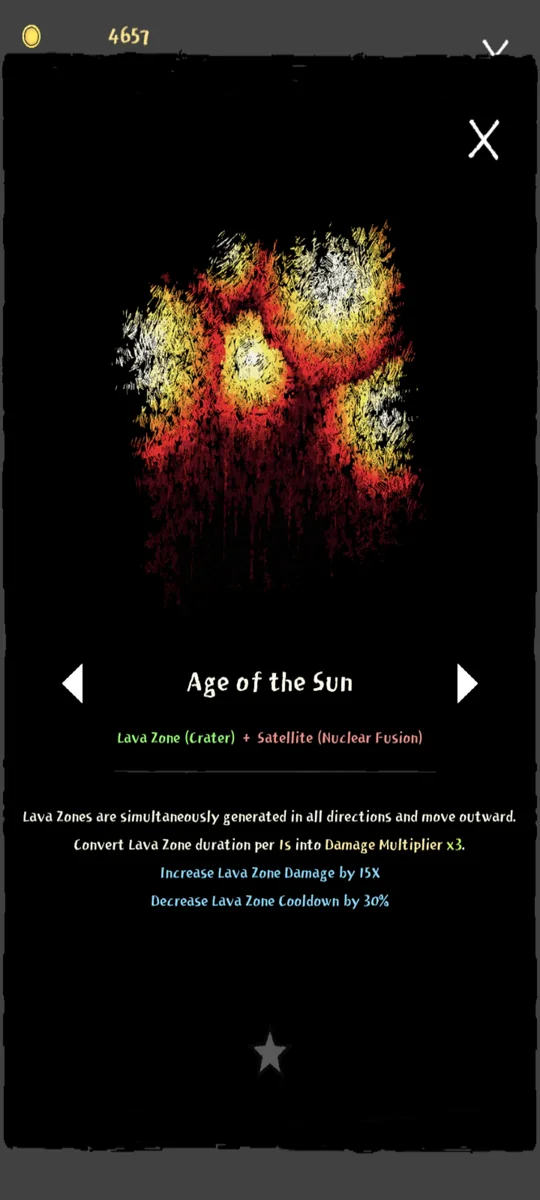 4657
X
X
Age of the Sun
Lava Zone (Crater) + Satellite (Nuclear Fusion)
Lava Zones are simultaneously generated in all directions and move outward.
Convert Lava Zone duration per 1s into Damage Multiplier x3.
Increase Lava Zone Damage by 15X
Decrease Lava Zone Cooldown by 30%